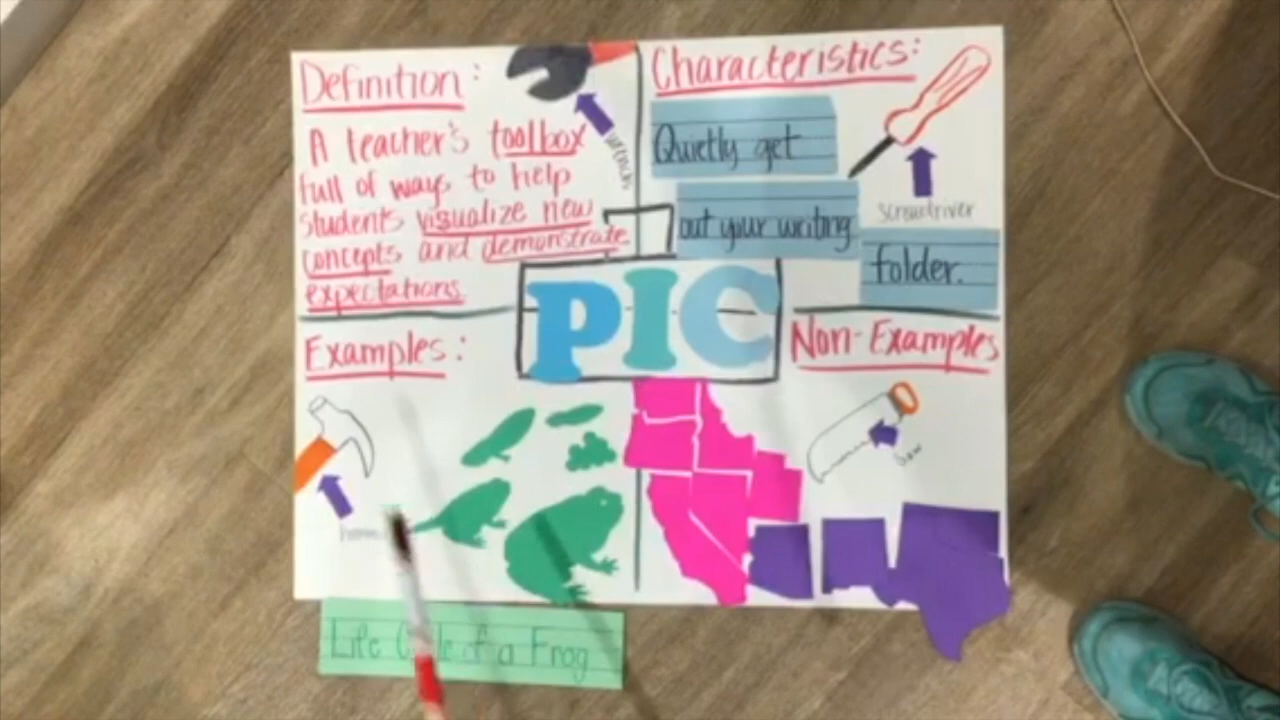 Definition:
A teacher's toolbox
full of ways to help
students visualize new
concepts and demonstrate
expectations
wrench
Characteristics:
Quietly get
out your writing
folder.
screwdriver
PIC
Examples:
Non-Examples
saw
Life Cycle of a Frog